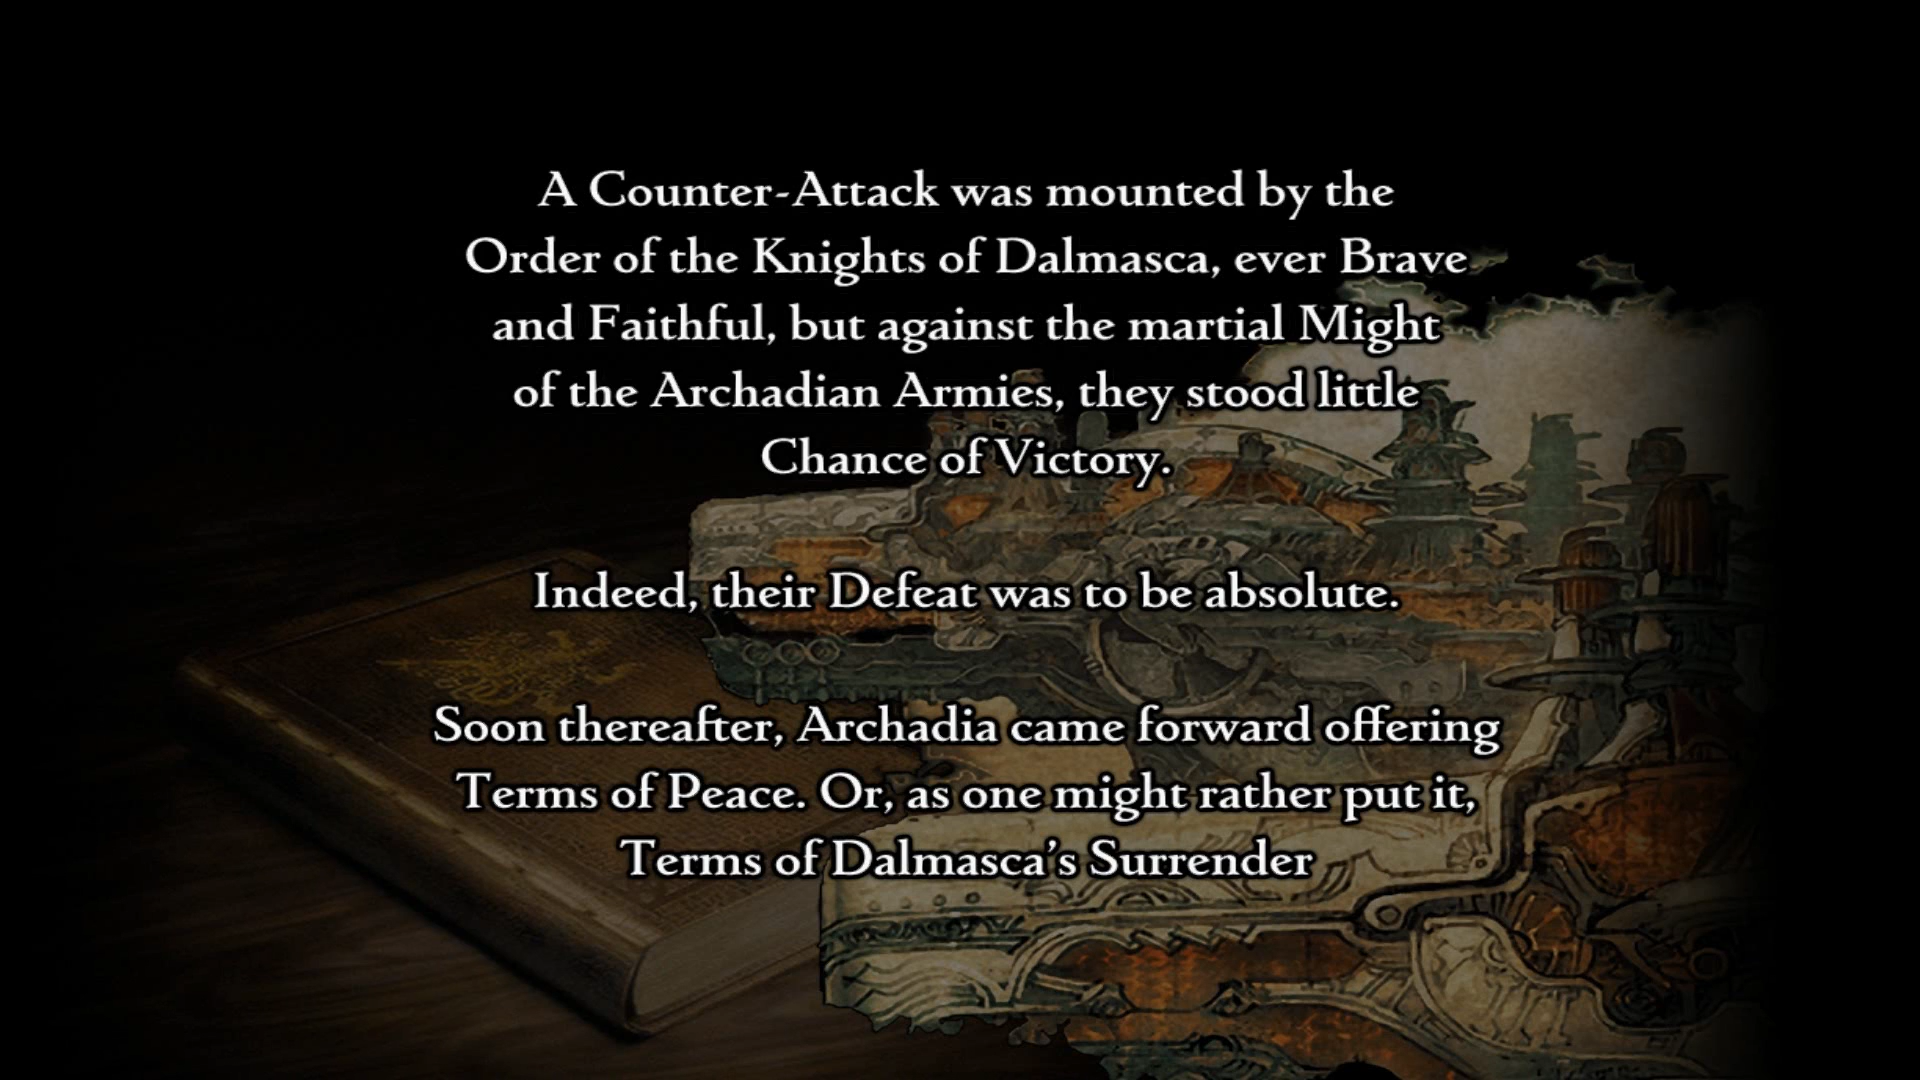 A Counter-Attack was mounted by the
Order of the Knights of Dalmasca, ever Brave
and Faithful, but against the martial Might
of the Archadian Armies, they stood little
Chance of Victory.
Indeed, their Defeat was to be absolute.
Soon thereafter, Archadia came forward offering
Terms of Peace. Or, as one might rather put it,
Terms of Dalmasca’s Surrender